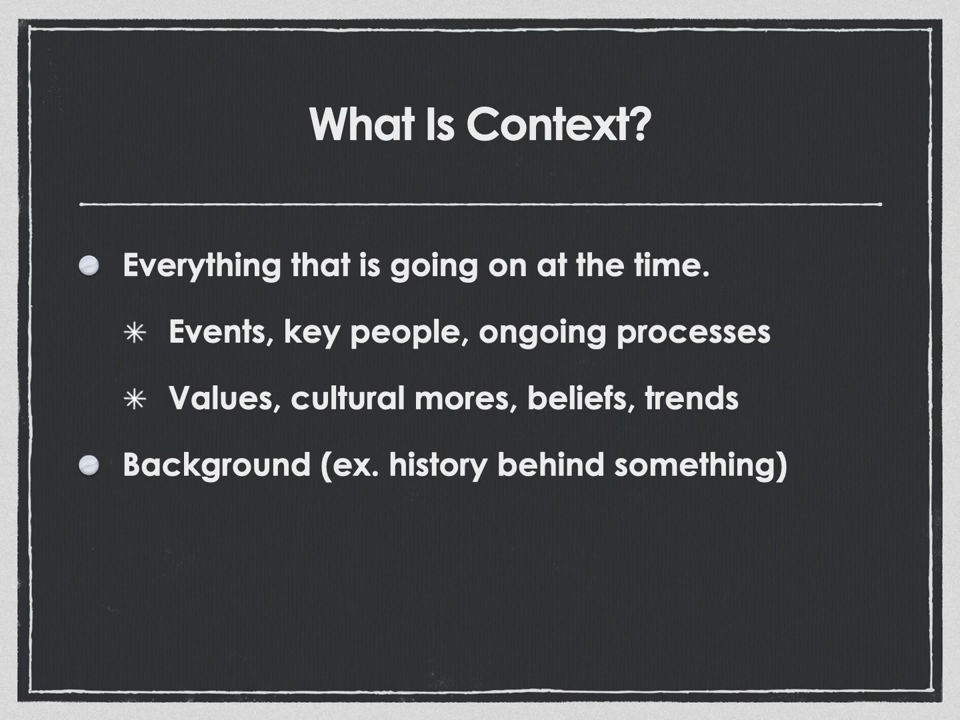 What Is Context?
Everything that is going on at the time.
Events, key people, ongoing processes
Values, cultural mores, beliefs, trends
Background (ex. history behind something)